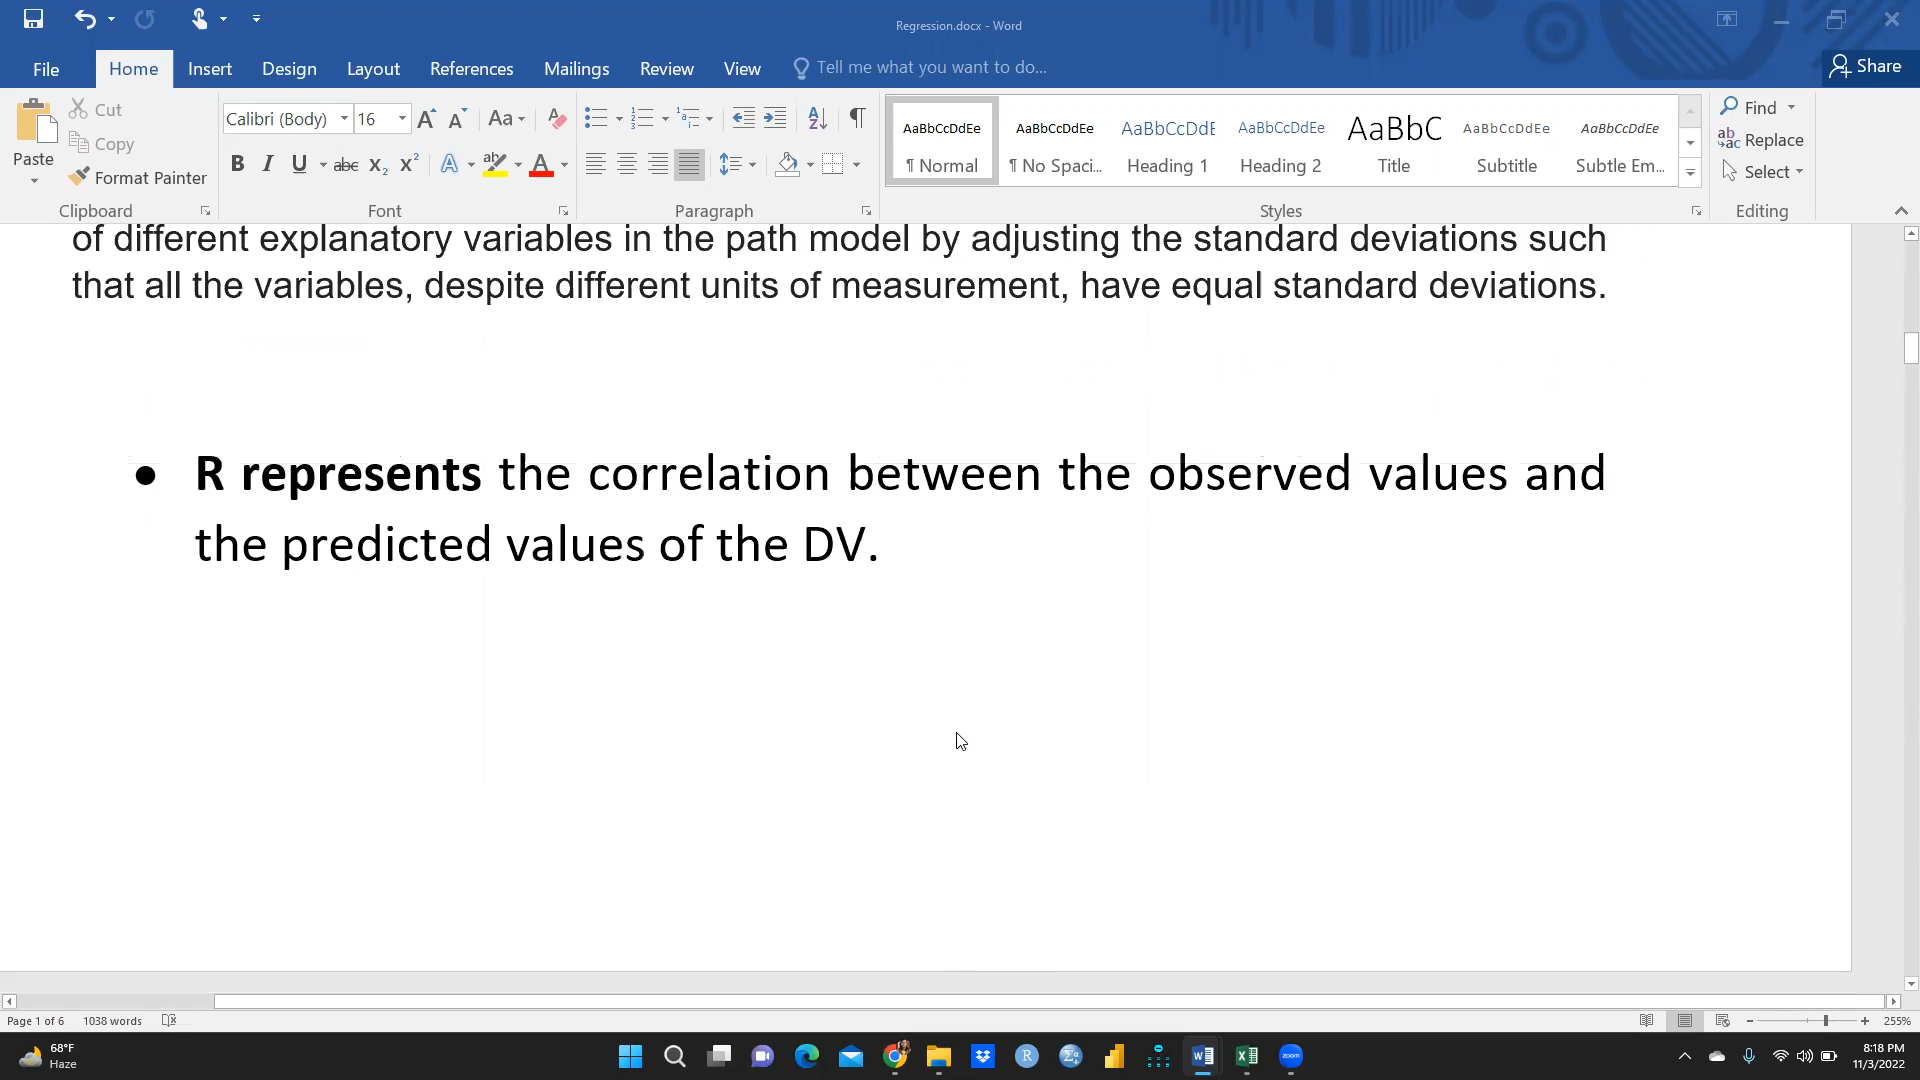 Regression.docx - Word
File Home Insert Design Layout References Mailings Review View Tell me what you want to do... Share
Paste Cut Copy Format Painter Clipboard
Calibri (Body) 16 Font
Paragraph
AaBbCcDdEe AaBbCcDdEe AaBbCcDdE AaBbCcDdEe AaBbC AaBbCcDdEe AaBbCcDdEe
¶ Normal ¶ No Spaci... Heading 1 Heading 2 Title Subtitle Subtle Em...
Styles
Find Replace Select Editing
of different explanatory variables in the path model by adjusting the standard deviations such
that all the variables, despite different units of measurement, have equal standard deviations.
● R represents the correlation between the observed values and
the predicted values of the DV.
Page 1 of 6 1038 words 255%
68°F
Haze
8:18 PM
11/3/2022